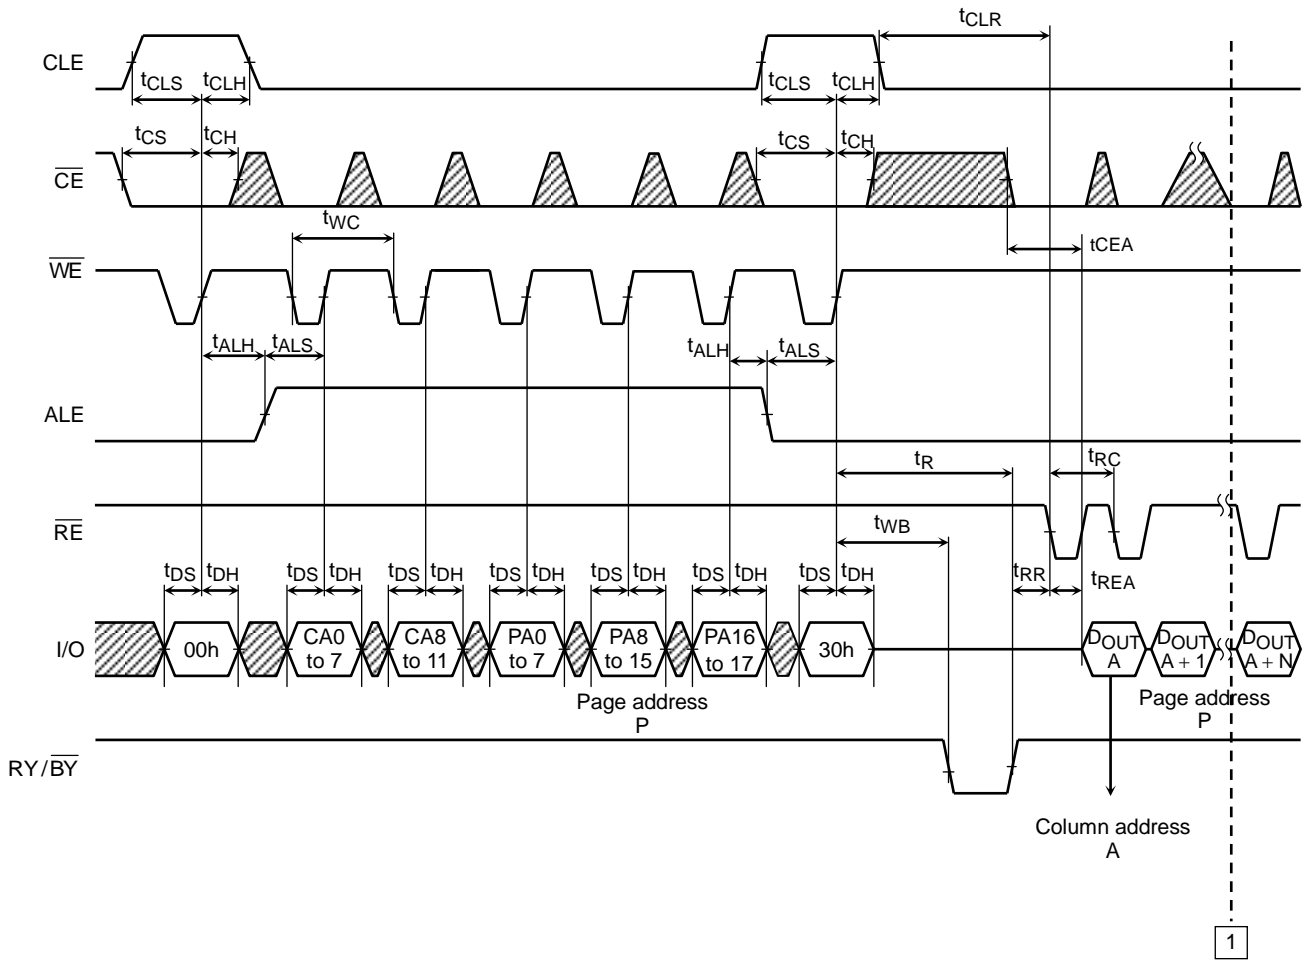 tCLR
CLE
tCLS tCLH tCLS tCLH
tCS tCH tCS tCH
CE
tWC
tCEA
WE
tALH tALS tALH tALS
ALE
tR tRC
RE
tWB
tDS tDH tDS tDH tDS tDH tDS tDH tDS tDH tDS tDH tDS tDH tRR tREA
I/O 00h CA0 to 7 CA8 to 11 PA0 to 7 PA8 to 15 PA16 to 17 30h DOUT A DOUT A + 1 DOUT A + N
Page address
P
Page address
P
RY/BY
Column address
A
1